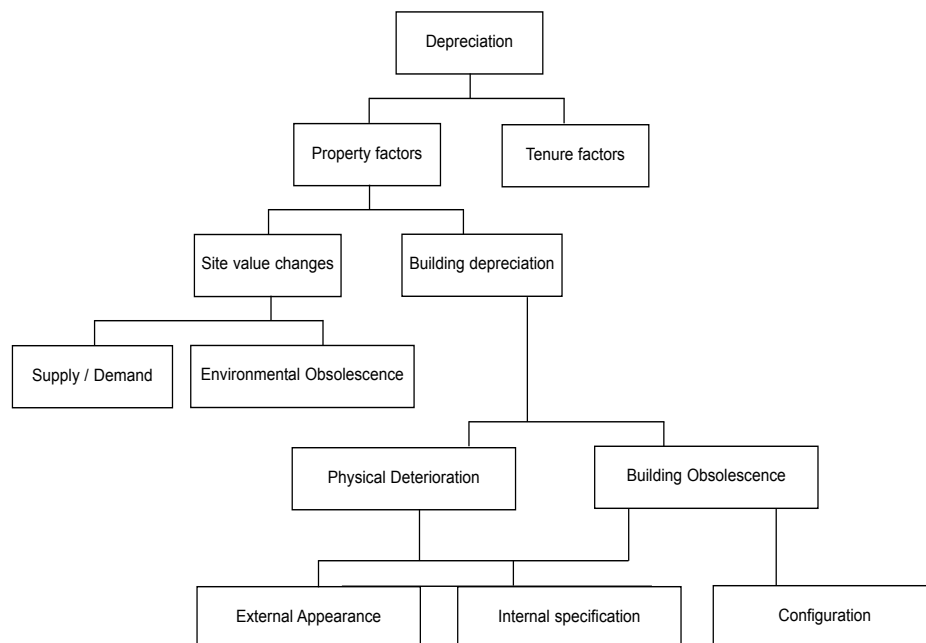 Depreciation
Property factors
Tenure factors
Site value changes
Building depreciation
Supply / Demand
Environmental Obsolescence
Physical Deterioration
Building Obsolescence
External Appearance
Internal specification
Configuration